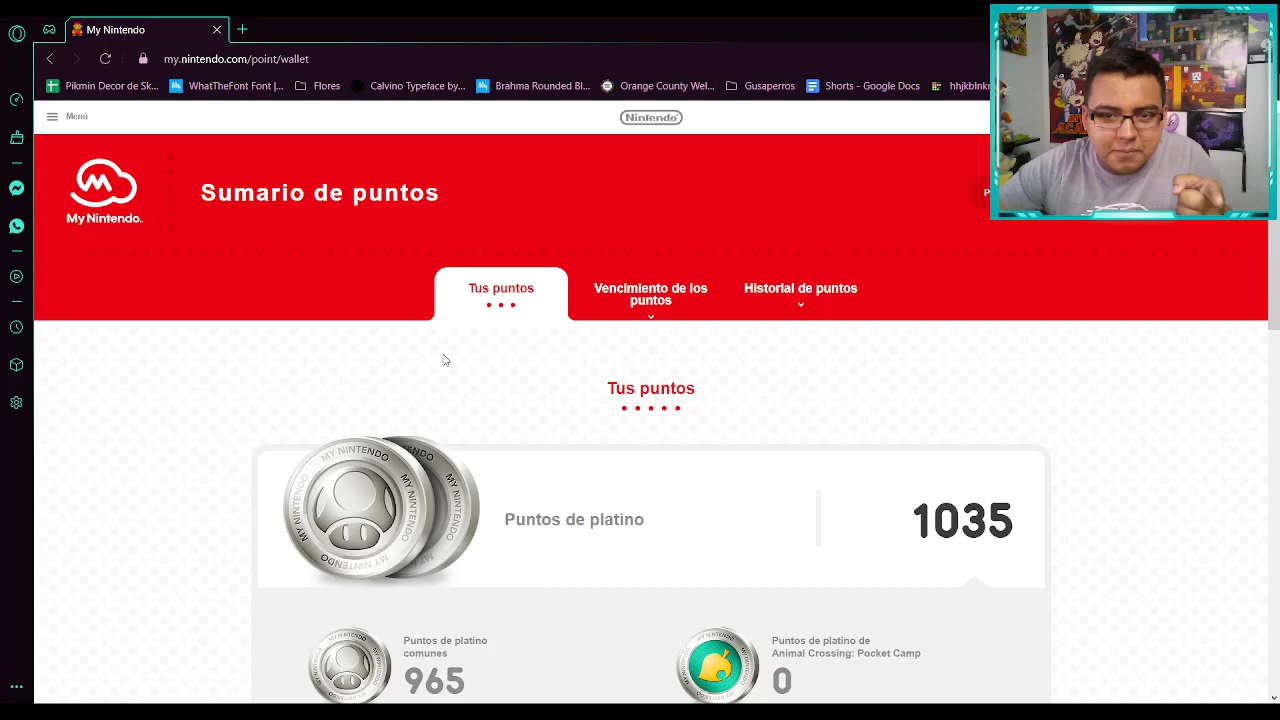 My Nintendo
my.nintendo.com/point/wallet
Pikmin Decor de Sk...
WhatTheFont Font |...
Flores
Calvino Typeface by...
Brahma Rounded Bl...
Orange County Wel...
Gusaperros
Shorts - Google Docs
hhjkblnkr
Menú
Nintendo
My Nintendo
Sumario de puntos
P
Tus puntos
Vencimiento de los
puntos
Historial de puntos
Tus puntos
MY NINTENDO
Puntos de platino
1035
Puntos de platino
comunes
965
Puntos de platino de
Animal Crossing: Pocket Camp
0